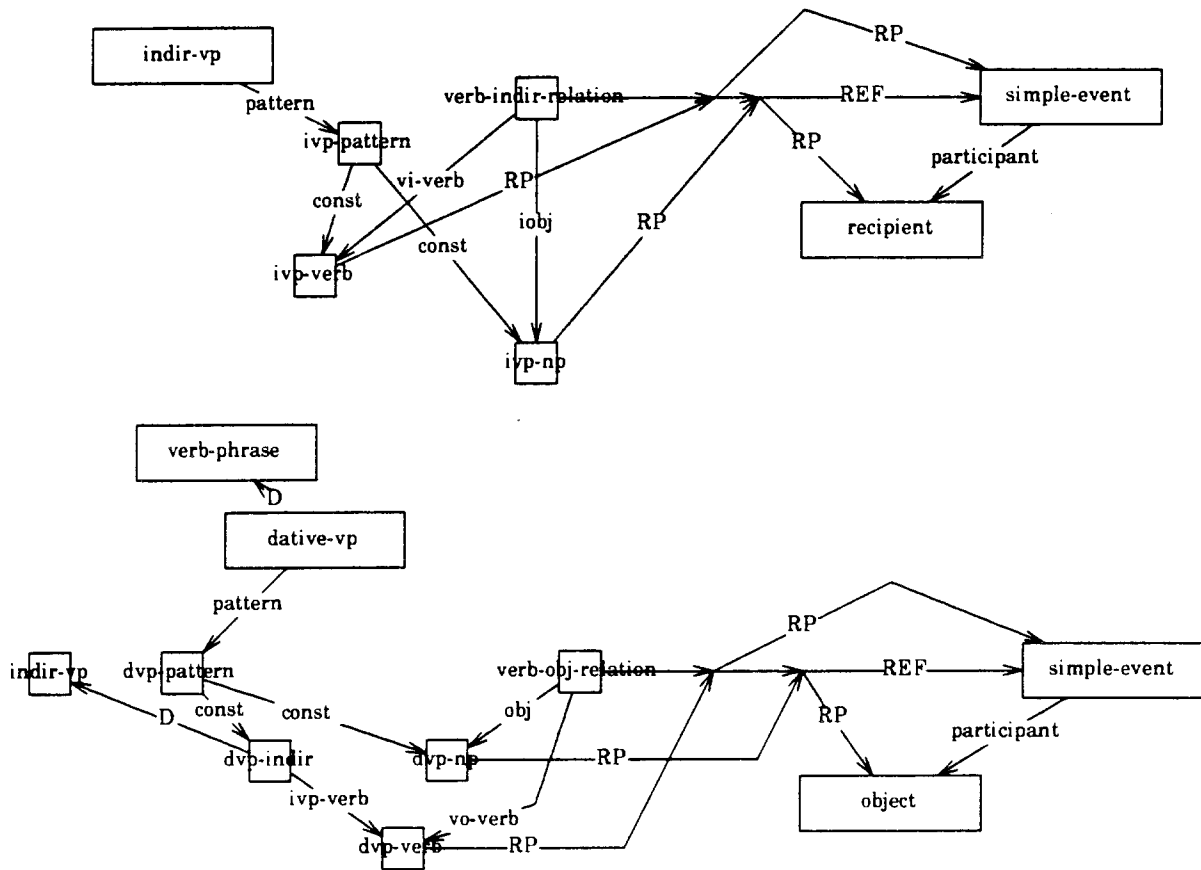 RP
indir-vp
pattern
verb-indir-relation
REF
simple-event
ivp-pattern
RP
participant
const
vi-verb
RP
iobj
RP
recipient
const
ivp-verb
ivp-np
verb-phrase
D
dative-vp
pattern
RP
indir-vp
dvp-pattern
verb-obj-relation
REF
simple-event
const
const
obj
D
RP
participant
dvp-indir
dvp-np
RP
ivp-verb
vo-verb
object
dvp-verb
RP